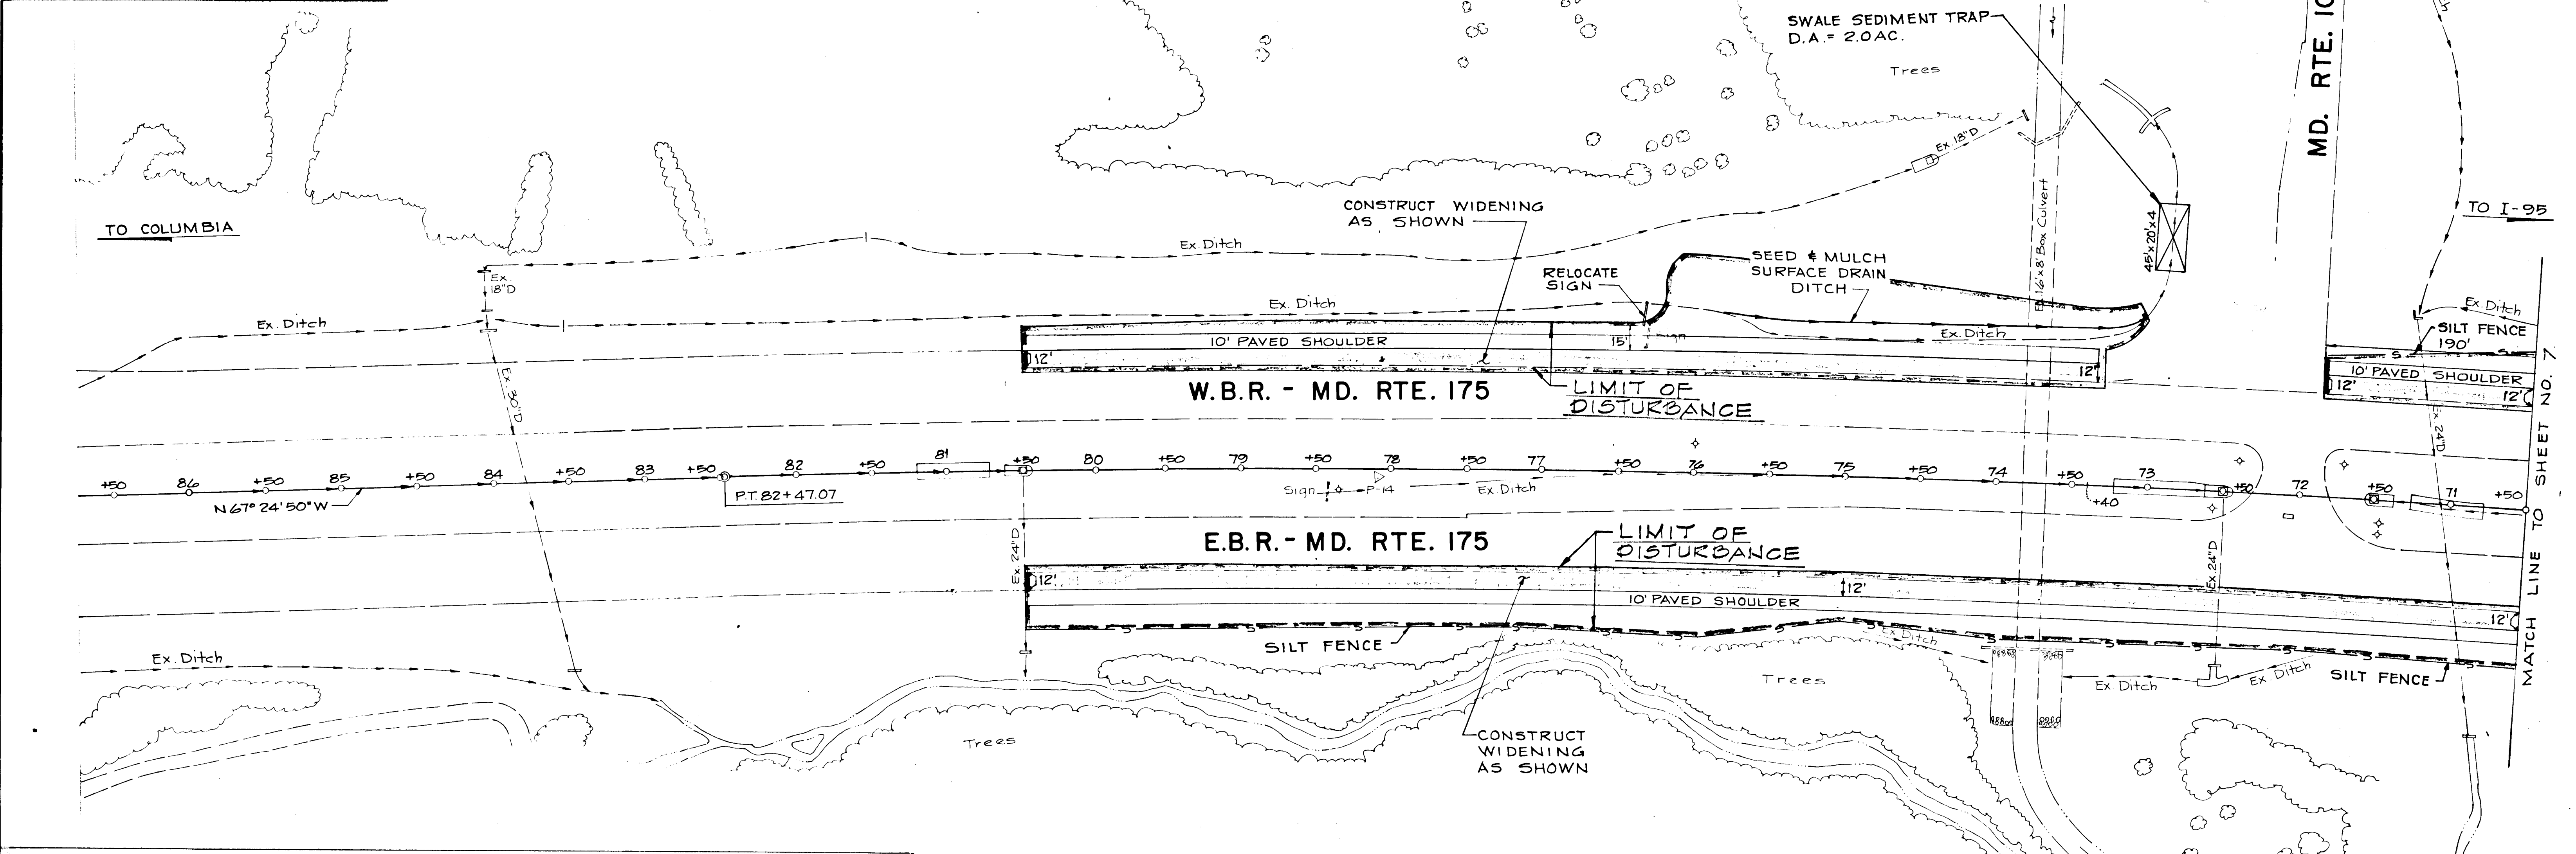 SWALE SEDIMENT TRAP
D.A.= 2.0 AC.
Trees
MD. RTE.
Ex. 18"D
TO COLUMBIA
CONSTRUCT WIDENING
AS SHOWN
Ex. 16'x8' Box Culvert
45'x20'x4
TO I-95
Ex. Ditch
Ex.
18"D
RELOCATE
SIGN
SEED & MULCH
SURFACE DRAIN
DITCH
Ex. Ditch
Ex. Ditch
Ex. Ditch
Ex. Ditch
SILT FENCE
190'
10' PAVED SHOULDER
15'
Sign
12'
12'
10' PAVED SHOULDER
12'
12'
W.B.R. - MD. RTE. 175
LIMIT OF
DISTURBANCE
Ex. 30"D
Ex. 24"D
+50 86 +50 85 +50 84 +50 83 +50 82 +50 81 +50 80 +50 79 +50 78 +50 77 +50 76 +50 75 +50 74 +50 73 +50 72 +50 71 +50
N 67° 24' 50" W
P.T. 82+47.07
Sign
P-14
Ex. Ditch
+40
MATCH LINE TO SHEET NO. 7
E.B.R. - MD. RTE. 175
LIMIT OF
DISTURBANCE
Ex. 24"D
Ex. 24"D
12'
12'
10' PAVED SHOULDER
12'
SILT FENCE
Ex. Ditch
Ex. Ditch
Trees
Ex. Ditch
Ex. Ditch
SILT FENCE
Trees
CONSTRUCT
WIDENING
AS SHOWN